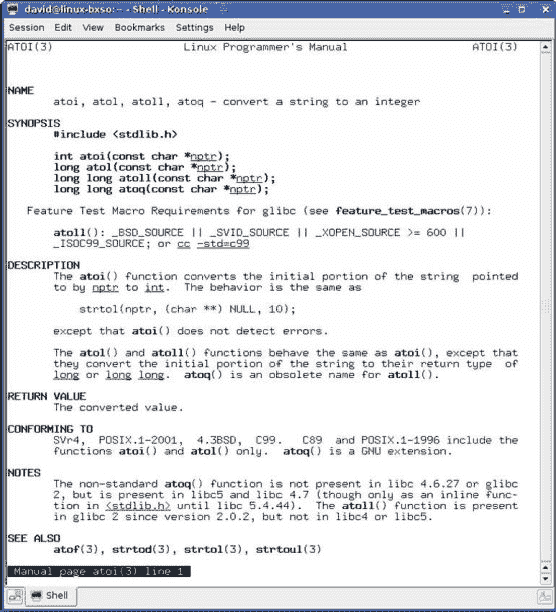 david@linux-bxso:~ - Shell - Konsole
Session Edit View Bookmarks Settings Help
ATOI(3) Linux Programmer's Manual ATOI(3)
NAME
atoi, atol, atoll, atoq - convert a string to an integer
SYNOPSIS
#include <stdlib.h>
int atoi(const char *nptr);
long atol(const char *nptr);
long long atoll(const char *nptr);
long long atoq(const char *nptr);
Feature Test Macro Requirements for glibc (see feature_test_macros(7)):
atoll(): _BSD_SOURCE || _SVID_SOURCE || _XOPEN_SOURCE >= 600 ||
_ISOC99_SOURCE; or cc -std=c99
DESCRIPTION
The atoi() function converts the initial portion of the string pointed
to by nptr to int. The behavior is the same as
strtol(nptr, (char **) NULL, 10);
except that atoi() does not detect errors.
The atol() and atoll() functions behave the same as atoi(), except that
they convert the initial portion of the string to their return type of
long or long long. atoq() is an obsolete name for atoll().
RETURN VALUE
The converted value.
CONFORMING TO
SVr4, POSIX.1-2001, 4.3BSD, C99. C89 and POSIX.1-1996 include the
functions atoi() and atol() only. atoq() is a GNU extension.
NOTES
The non-standard atoq() function is not present in libc 4.6.27 or glibc
2, but is present in libc5 and libc 4.7 (though only as an inline func-
tion in <stdlib.h> until libc 5.4.44). The atoll() function is present
in glibc 2 since version 2.0.2, but not in libc4 or libc5.
SEE ALSO
atof(3), strtod(3), strtol(3), strtoul(3)
Manual page atoi(3) line 1
Shell